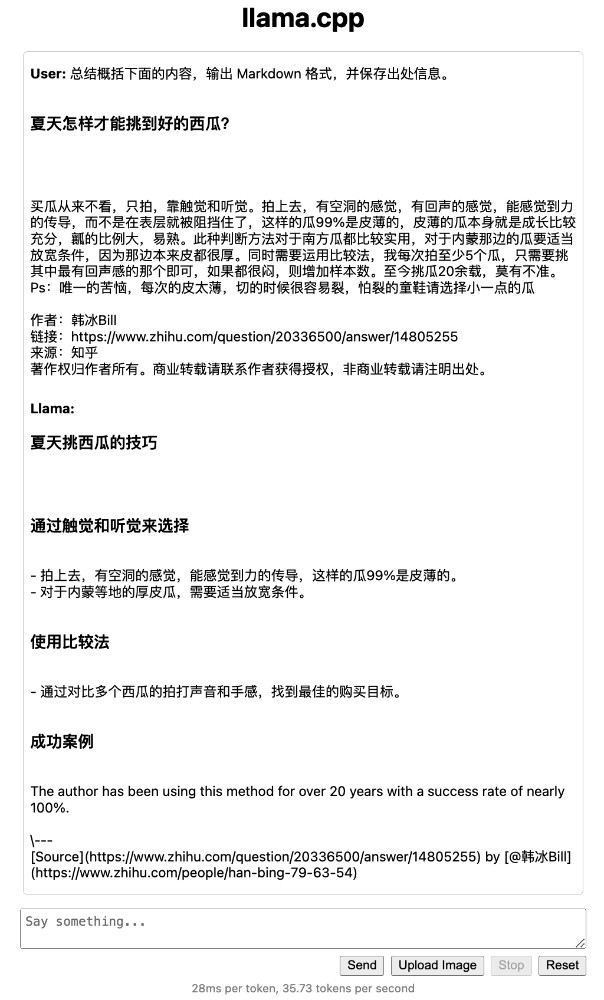 llama.cpp
User: 总结概括下面的内容，输出 Markdown 格式，并保存出处信息。
夏天怎样才能挑到好的西瓜？
买瓜从来不看，只拍，靠触觉和听觉。拍上去，有空洞的感觉，有回声的感觉，能感觉到力
的传导，而不是在表层就被阻挡住了，这样的瓜99%是皮薄的，皮薄的瓜本身就是成长比较
充分，瓤的比例大，易熟。此种判断方法对于南方瓜都比较实用，对于内蒙那边的瓜要适当
放宽条件，因为那边本来皮都很厚。同时需要运用比较法，我每次拍至少5个瓜，只需要挑
其中最有回声感的那个即可，如果都很闷，则增加样本数。至今挑瓜20余载，莫有不准。
Ps：唯一的苦恼，每次的皮太薄，切的时候很容易裂，怕裂的童鞋请选择小一点的瓜
作者：韩冰Bill
链接：https://www.zhihu.com/question/20336500/answer/14805255
来源：知乎
著作权归作者所有。商业转载请联系作者获得授权，非商业转载请注明出处。
Llama:
夏天挑西瓜的技巧
通过触觉和听觉来选择
- 拍上去，有空洞的感觉，能感觉到力的传导，这样的瓜99%是皮薄的。
- 对于内蒙等地的厚皮瓜，需要适当放宽条件。
使用比较法
- 通过对比多个西瓜的拍打声音和手感，找到最佳的购买目标。
成功案例
The author has been using this method for over 20 years with a success rate of nearly
100%.
\---
[Source](https://www.zhihu.com/question/20336500/answer/14805255) by [@韩冰Bill]
(https://www.zhihu.com/people/han-bing-79-63-54)
Say something...
Send Upload Image Stop Reset
28ms per token, 35.73 tokens per second